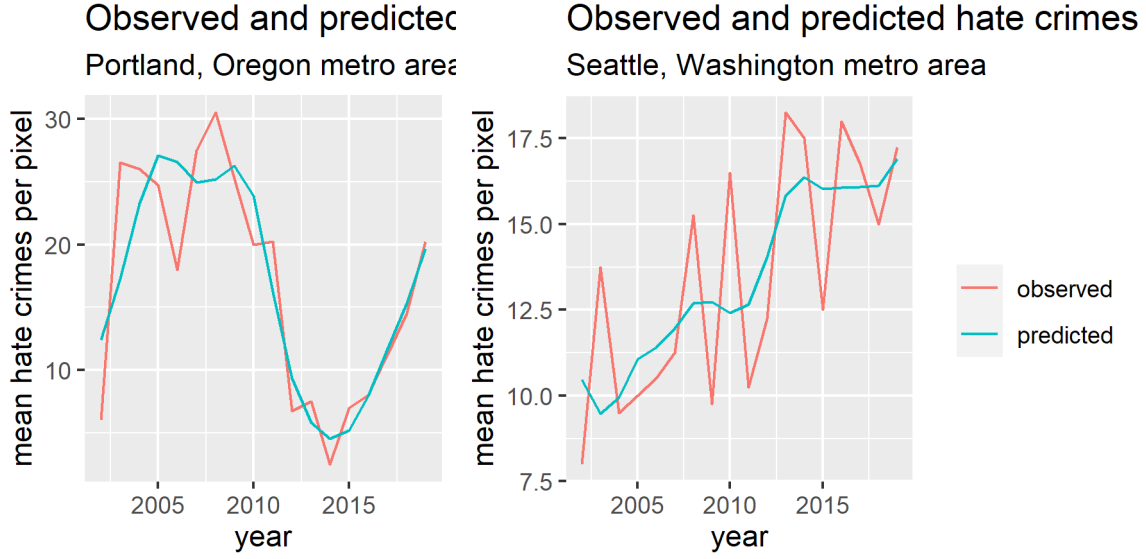 Observed and predicted
Portland, Oregon metro area
mean hate crimes per pixel
30
20
10
2005
2010
2015
year
Observed and predicted hate crimes
Seattle, Washington metro area
mean hate crimes per pixel
17.5
15.0
12.5
10.0
7.5
2005
2010
2015
year
observed
predicted